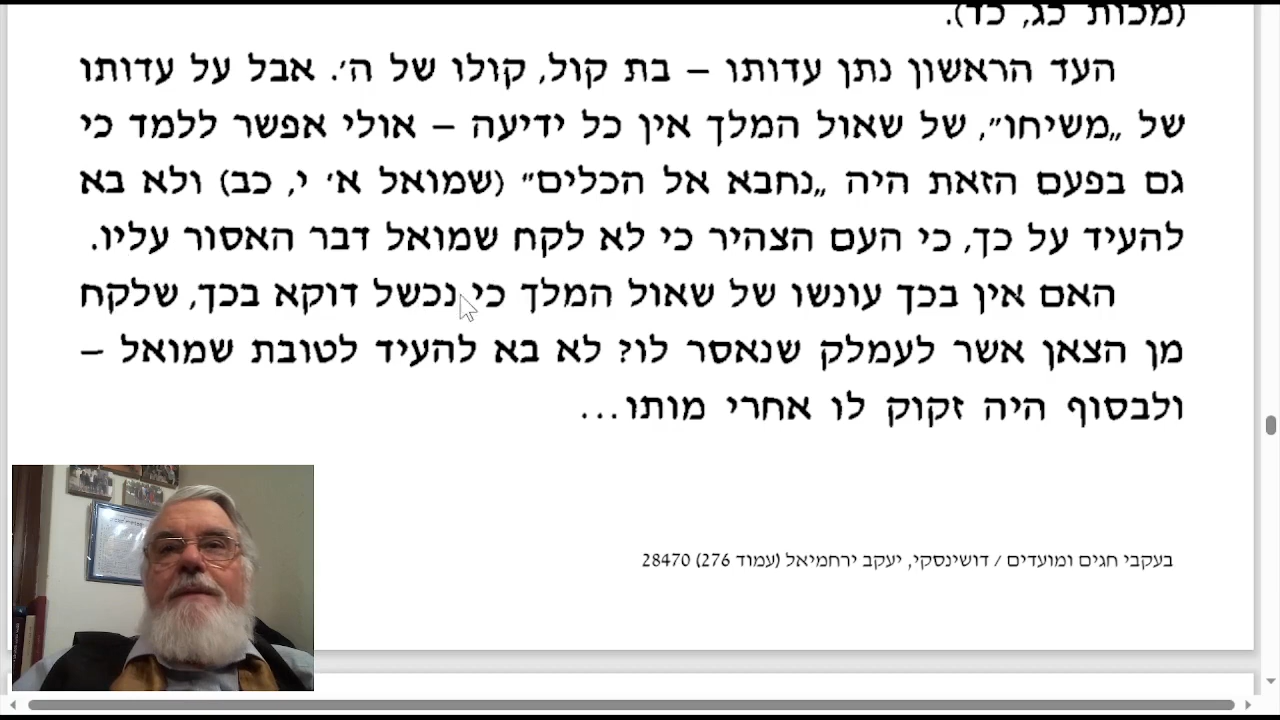 (מכות כג, כד).
העד הראשון נתן עדותו – בת קול, קולו של ה׳. אבל על עדותו
של „משיחו״, של שאול המלך אין כל ידיעה – אולי אפשר ללמד כי
גם בפעם הזאת היה „נחבא אל הכלים״ (שמואל א׳ י, כב) ולא בא
להעיד על כך, כי העם הצהיר כי לא לקח שמואל דבר האסור עליו.
האם אין בכך עונשו של שאול המלך כי נכשל דוקא בכך, שלקח
מן הצאן אשר לעמלק שנאסר לו? לא בא להעיד לטובת שמואל –
ולבסוף היה זקוק לו אחרי מותו...
בעקבי חגים ומועדים / דושינסקי, יעקב ירחמיאל (עמוד 276) 28470